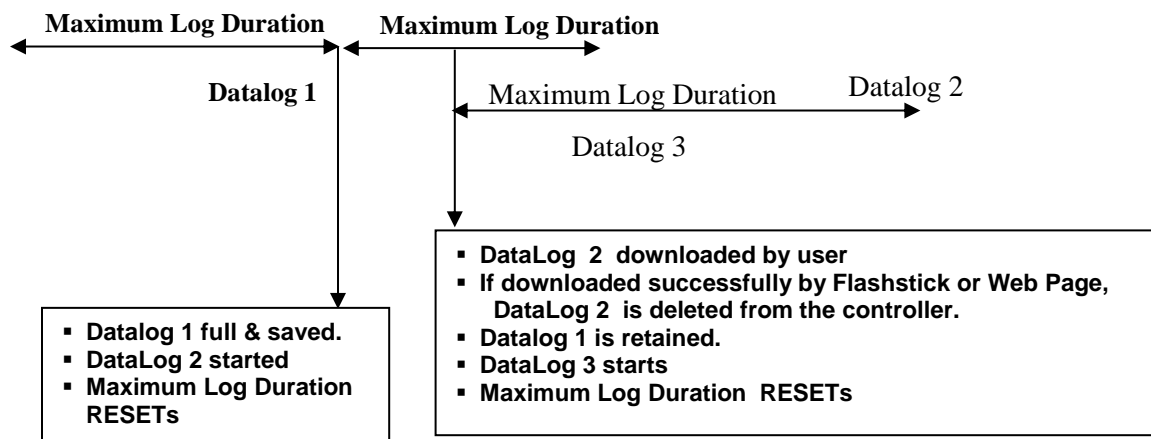 Maximum Log Duration
Maximum Log Duration
Datalog 1
Maximum Log Duration
Datalog 2
Datalog 3
▪ DataLog 2 downloaded by user
▪ If downloaded successfully by Flashstick or Web Page,
DataLog 2 is deleted from the controller.
▪ Datalog 1 is retained.
▪ DataLog 3 starts
▪ Maximum Log Duration RESETs
▪ Datalog 1 full & saved.
▪ DataLog 2 started
▪ Maximum Log Duration
RESETs